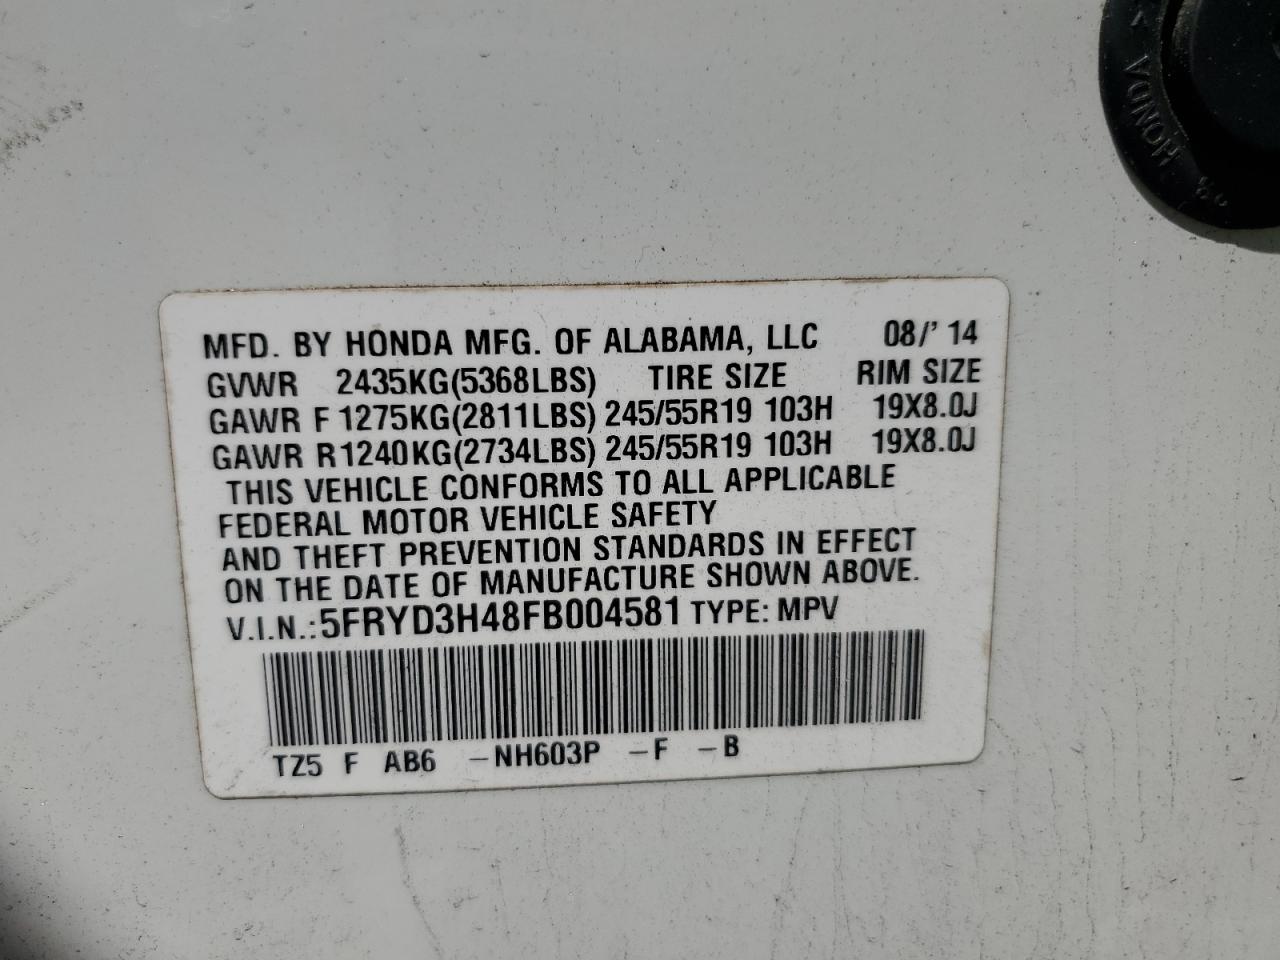 HONDA
MFD. BY HONDA MFG. OF ALABAMA, LLC 08/' 14
GVWR 2435KG(5368LBS) TIRE SIZE RIM SIZE
GAWR F 1275KG(2811LBS) 245/55R19 103H 19X8.0J
GAWR R1240KG(2734LBS) 245/55R19 103H 19X8.0J
THIS VEHICLE CONFORMS TO ALL APPLICABLE
FEDERAL MOTOR VEHICLE SAFETY
AND THEFT PREVENTION STANDARDS IN EFFECT
ON THE DATE OF MANUFACTURE SHOWN ABOVE.
V.I.N.:5FRYD3H48FB004581 TYPE: MPV
TZ5 F AB6 -NH603P -F -B